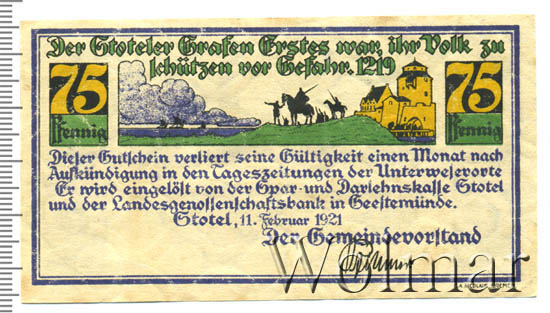 Der Stoteler Grafen Erstes war, ihr Volk zu
schützen vor Gefahr. 1219
75
Pfennig
75
Pfennig
Dieser Gutschein verliert seine Gültigkeit einen Monat nach
Aufkündigung in den Tageszeitungen der Unterweserorte
Er wird eingelöst von der Spar- und Darlehnskasse Stotel
und der Landesgenossenschaftsbank in Geestemünde.
Stotel, 11. Februar 1921
Der Gemeindevorstand
Wolmar